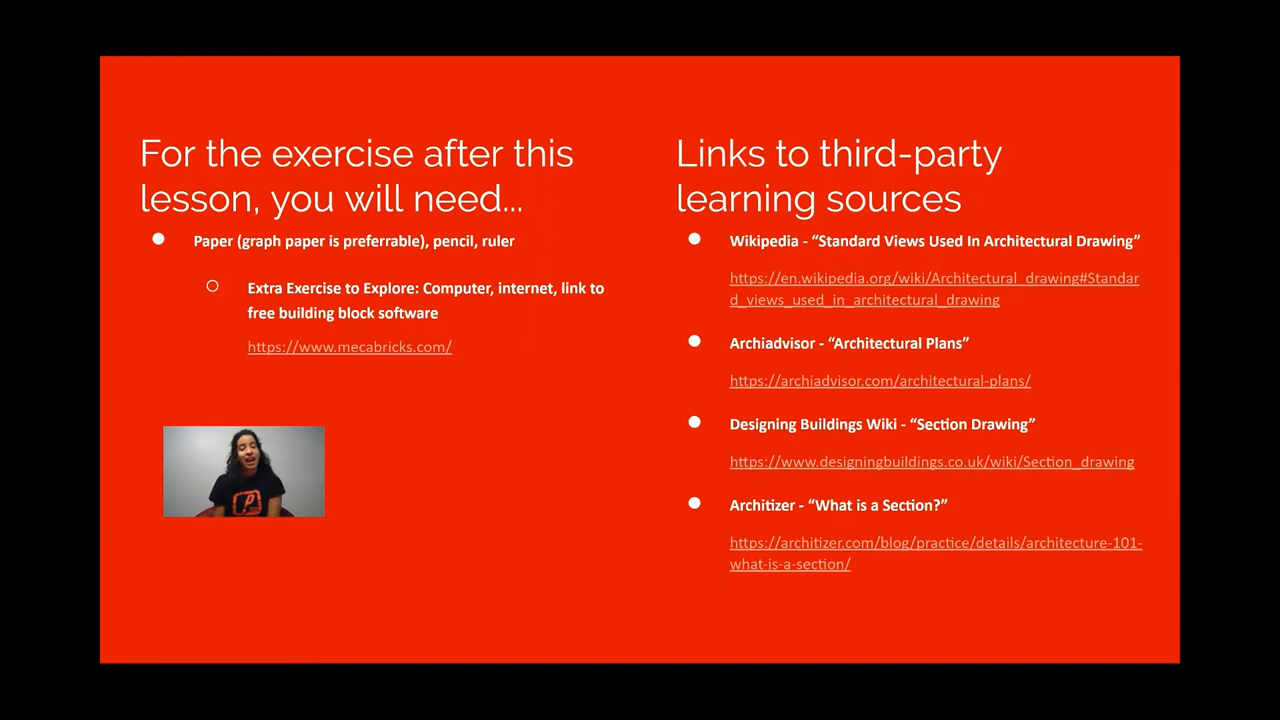 For the exercise after this
lesson, you will need...
Paper (graph paper is preferrable), pencil, ruler
Extra Exercise to Explore: Computer, internet, link to
free building block software
https://www.mecabricks.com/
Links to third-party
learning sources
Wikipedia - “Standard Views Used In Architectural Drawing”
https://en.wikipedia.org/wiki/Architectural_drawing#Standar
d_views_used_in_architectural_drawing
Archiadvisor - “Architectural Plans”
https://archiadvisor.com/architectural-plans/
Designing Buildings Wiki - “Section Drawing”
https://www.designingbuildings.co.uk/wiki/Section_drawing
Architizer - “What is a Section?”
https://architizer.com/blog/practice/details/architecture-101-
what-is-a-section/